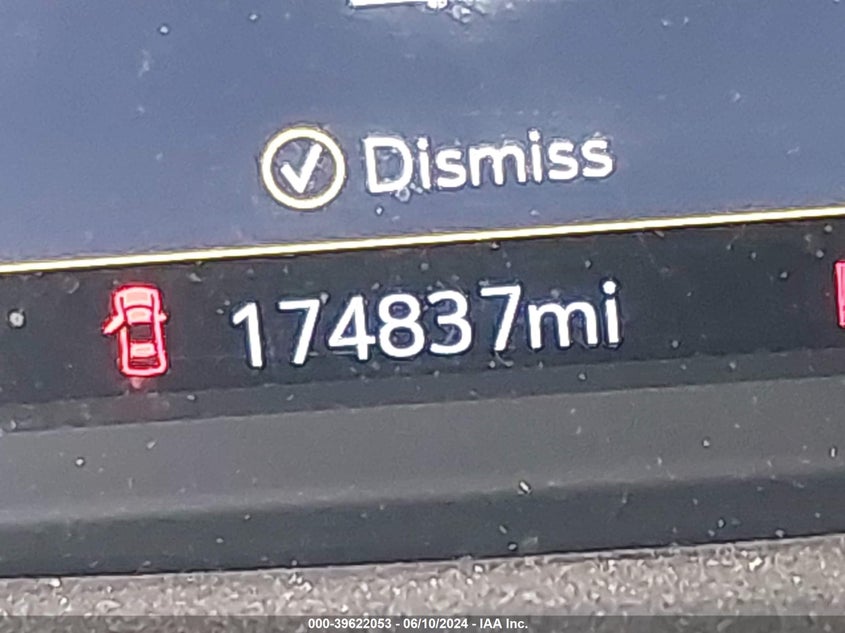 Dismiss
174837mi
000-39622053 - 06/10/2024 - IAA Inc.